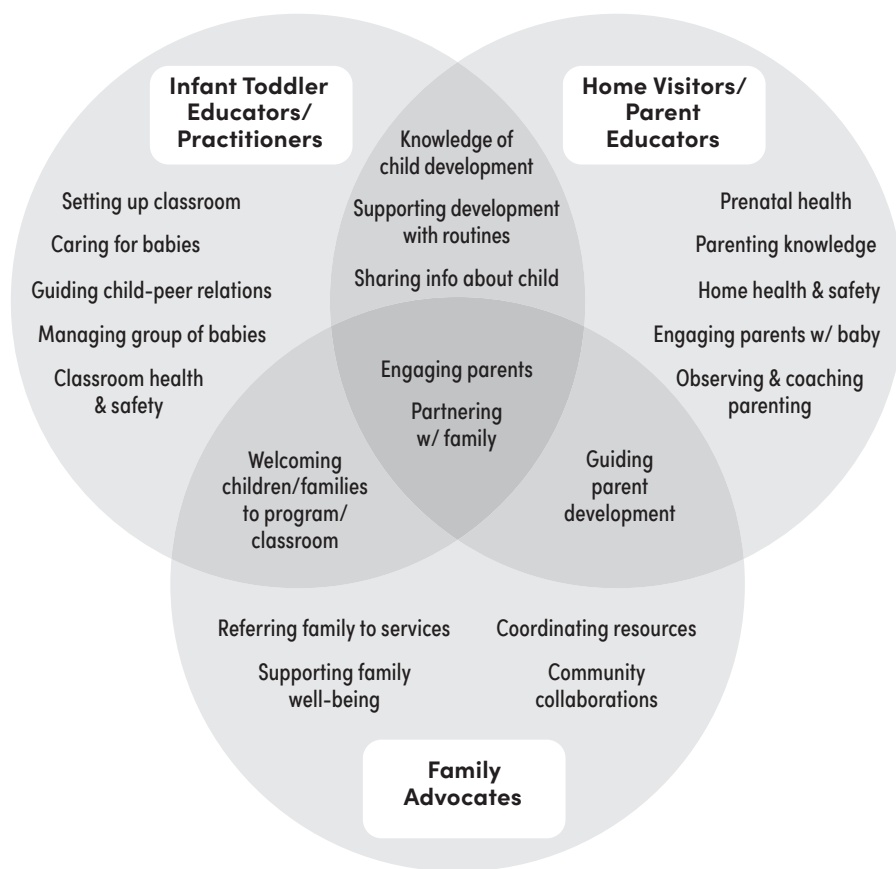 Infant Toddler
Educators/
Practitioners
Home Visitors/
Parent
Educators
Knowledge of
child development
Supporting development
with routines
Sharing info about child
Setting up classroom
Caring for babies
Guiding child-peer relations
Managing group of babies
Classroom health
& safety
Prenatal health
Parenting knowledge
Home health & safety
Engaging parents w/ baby
Observing & coaching
parenting
Engaging parents
Partnering
w/ family
Welcoming
children/families
to program/
classroom
Guiding
parent
development
Referring family to services
Supporting family
well-being
Coordinating resources
Community
collaborations
Family
Advocates